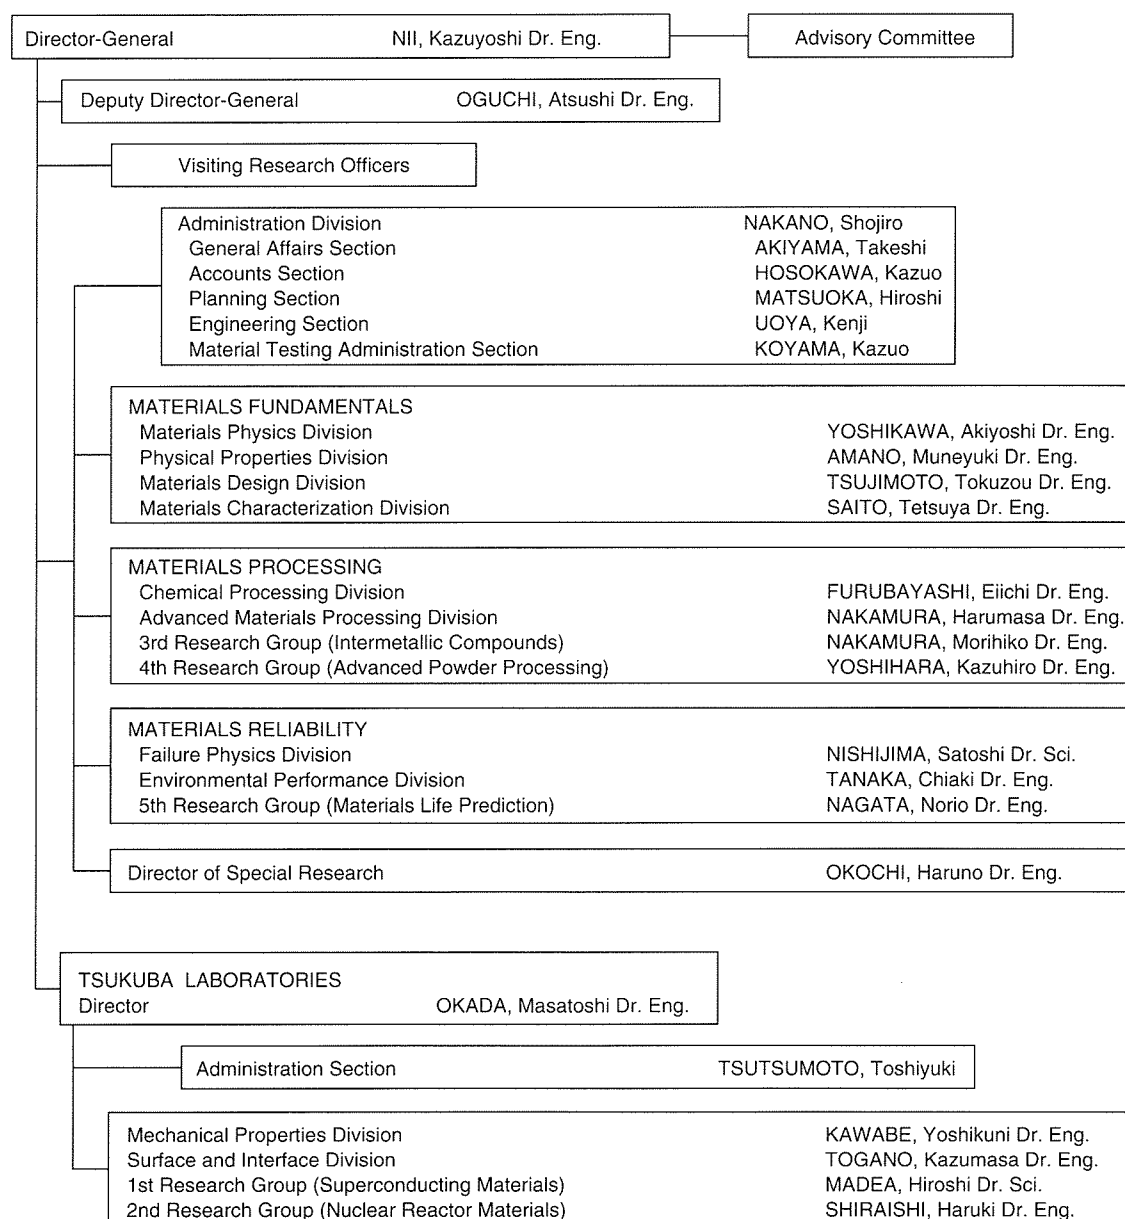 Director-General NII, Kazuyoshi Dr. Eng. Advisory Committee
Deputy Director-General OGUCHI, Atsushi Dr. Eng.
Visiting Research Officers
Administration Division NAKANO, Shojiro
General Affairs Section AKIYAMA, Takeshi
Accounts Section HOSOKAWA, Kazuo
Planning Section MATSUOKA, Hiroshi
Engineering Section UOYA, Kenji
Material Testing Administration Section KOYAMA, Kazuo
MATERIALS FUNDAMENTALS
Materials Physics Division YOSHIKAWA, Akiyoshi Dr. Eng.
Physical Properties Division AMANO, Muneyuki Dr. Eng.
Materials Design Division TSUJIMOTO, Tokuzou Dr. Eng.
Materials Characterization Division SAITO, Tetsuya Dr. Eng.
MATERIALS PROCESSING
Chemical Processing Division FURUBAYASHI, Eiichi Dr. Eng.
Advanced Materials Processing Division NAKAMURA, Harumasa Dr. Eng.
3rd Research Group (Intermetallic Compounds) NAKAMURA, Morihiko Dr. Eng.
4th Research Group (Advanced Powder Processing) YOSHIHARA, Kazuhiro Dr. Eng.
MATERIALS RELIABILITY
Failure Physics Division NISHIJIMA, Satoshi Dr. Sci.
Environmental Performance Division TANAKA, Chiaki Dr. Eng.
5th Research Group (Materials Life Prediction) NAGATA, Norio Dr. Eng.
Director of Special Research OKOCHI, Haruno Dr. Eng.
TSUKUBA LABORATORIES
Director OKADA, Masatoshi Dr. Eng.
Administration Section TSUTSUMOTO, Toshiyuki
Mechanical Properties Division KAWABE, Yoshikuni Dr. Eng.
Surface and Interface Division TOGANO, Kazumasa Dr. Eng.
1st Research Group (Superconducting Materials) MADEA, Hiroshi Dr. Sci.
2nd Research Group (Nuclear Reactor Materials) SHIRAISHI, Haruki Dr. Eng.